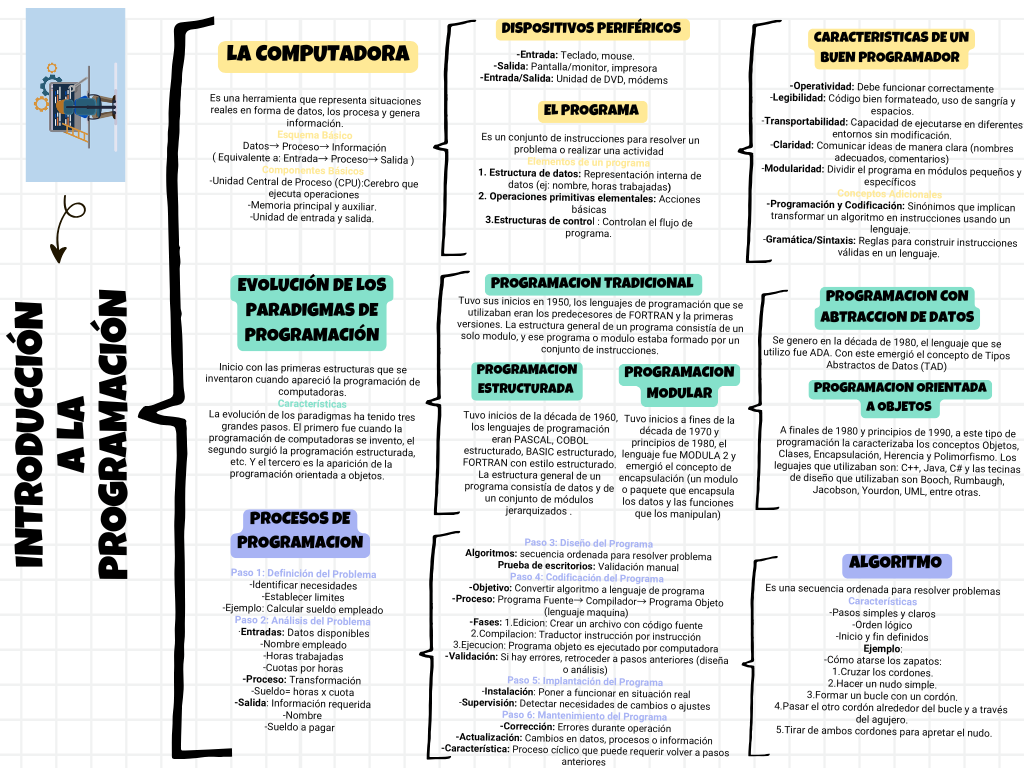 INTRODUCCIÓN
A LA
PROGRAMACIÓN
LA COMPUTADORA
Es una herramienta que representa situaciones
reales en forma de datos, los procesa y genera
información.
Esquema Básico
Datos→ Proceso→ Información
( Equivalente a: Entrada→ Proceso→ Salida )
Componentes Básicos
-Unidad Central de Proceso (CPU):Cerebro que
ejecuta operaciones
-Memoria principal y auxiliar.
-Unidad de entrada y salida.
DISPOSITIVOS PERIFÉRICOS
-Entrada: Teclado, mouse.
-Salida: Pantalla/monitor, impresora
-Entrada/Salida: Unidad de DVD, módems
EL PROGRAMA
Es un conjunto de instrucciones para resolver un
problema o realizar una actividad
Elementos de un programa
1. Estructura de datos: Representación interna de
datos (ej: nombre, horas trabajadas)
2. Operaciones primitivas elementales: Acciones
básicas
3.Estructuras de control : Controlan el flujo de
programa.
CARACTERISTICAS DE UN
BUEN PROGRAMADOR
-Operatividad: Debe funcionar correctamente
-Legibilidad: Código bien formateado, uso de sangría y
espacios.
-Transportabilidad: Capacidad de ejecutarse en diferentes
entornos sin modificación.
-Claridad: Comunicar ideas de manera clara (nombres
adecuados, comentarios)
-Modularidad: Dividir el programa en módulos pequeños y
específicos
Conceptos Adicionales
-Programación y Codificación: Sinónimos que implican
transformar un algoritmo en instrucciones usando un
lenguaje.
-Gramática/Sintaxis: Reglas para construir instrucciones
válidas en un lenguaje.
EVOLUCIÓN DE LOS
PARADIGMAS DE
PROGRAMACIÓN
Inicio con las primeras estructuras que se
inventaron cuando apareció la programación de
computadoras.
Características
La evolución de los paradigmas ha tenido tres
grandes pasos. El primero fue cuando la
programación de computadoras se invento, el
segundo surgió la programación estructurada,
etc. Y el tercero es la aparición de la
programación orientada a objetos.
PROGRAMACION TRADICIONAL
Tuvo sus inicios en 1950, los lenguajes de programación que se
utilizaban eran los predecesores de FORTRAN y la primeras
versiones. La estructura general de un programa consistía de un
solo modulo, y ese programa o modulo estaba formado por un
conjunto de instrucciones.
PROGRAMACION
ESTRUCTURADA
Tuvo inicios de la década de 1960,
los lenguajes de programación
eran PASCAL, COBOL
estructurado, BASIC estructurado,
FORTRAN con estilo estructurado.
La estructura general de un
programa consistía de datos y de
un conjunto de módulos
jerarquizados .
PROGRAMACION
MODULAR
Tuvo inicios a fines de la
década de 1970 y
principios de 1980, el
lenguaje fue MODULA 2 y
emergió el concepto de
encapsulación (un modulo
o paquete que encapsula
los datos y las funciones
que los manipulan)
PROGRAMACION CON
ABTRACCION DE DATOS
Se genero en la década de 1980, el lenguaje que se
utilizo fue ADA. Con este emergió el concepto de Tipos
Abstractos de Datos (TAD)
PROGRAMACION ORIENTADA
A OBJETOS
A finales de 1980 y principios de 1990, a este tipo de
programación la caracterizaba los conceptos Objetos,
Clases, Encapsulación, Herencia y Polimorfismo. Los
leguajes que utilizaban son: C++, Java, C# y las tecinas
de diseño que utilizaban son Booch, Rumbaugh,
Jacobson, Yourdon, UML, entre otras.
PROCESOS DE
PROGRAMACION
Paso 1: Definición del Problema
-Identificar necesidades
-Establecer limites
-Ejemplo: Calcular sueldo empleado
Paso 2: Análisis del Problema
-Entradas: Datos disponibles
-Nombre empleado
-Horas trabajadas
-Cuotas por horas
-Proceso: Transformación
-Sueldo= horas x cuota
-Salida: Información requerida
-Nombre
-Sueldo a pagar
Paso 3: Diseño del Programa
Algoritmos: secuencia ordenada para resolver problema
Prueba de escritorios: Validación manual
Paso 4: Codificación del Programa
-Objetivo: Convertir algoritmo a lenguaje de programa
-Proceso: Programa Fuente→ Compilador→ Programa Objeto
(lenguaje maquina)
-Fases: 1.Edicion: Crear un archivo con código fuente
2.Compilacion: Traductor instrucción por instrucción
3.Ejecucion: Programa objeto es ejecutado por computadora
-Validación: Si hay errores, retroceder a pasos anteriores (diseña
o análisis)
Paso 5: Implantación del Programa
-Instalación: Poner a funcionar en situación real
-Supervisión: Detectar necesidades de cambios o ajustes
Paso 6: Mantenimiento del Programa
-Corrección: Errores durante operación
-Actualización: Cambios en datos, procesos o información
-Característica: Proceso cíclico que puede requerir volver a pasos
anteriores
ALGORITMO
Es una secuencia ordenada para resolver problemas
Características
-Pasos simples y claros
-Orden lógico
-Inicio y fin definidos
Ejemplo:
-Cómo atarse los zapatos:
1.Cruzar los cordones.
2.Hacer un nudo simple.
3.Formar un bucle con un cordón.
4.Pasar el otro cordón alrededor del bucle y a través
del agujero.
5.Tirar de ambos cordones para apretar el nudo.